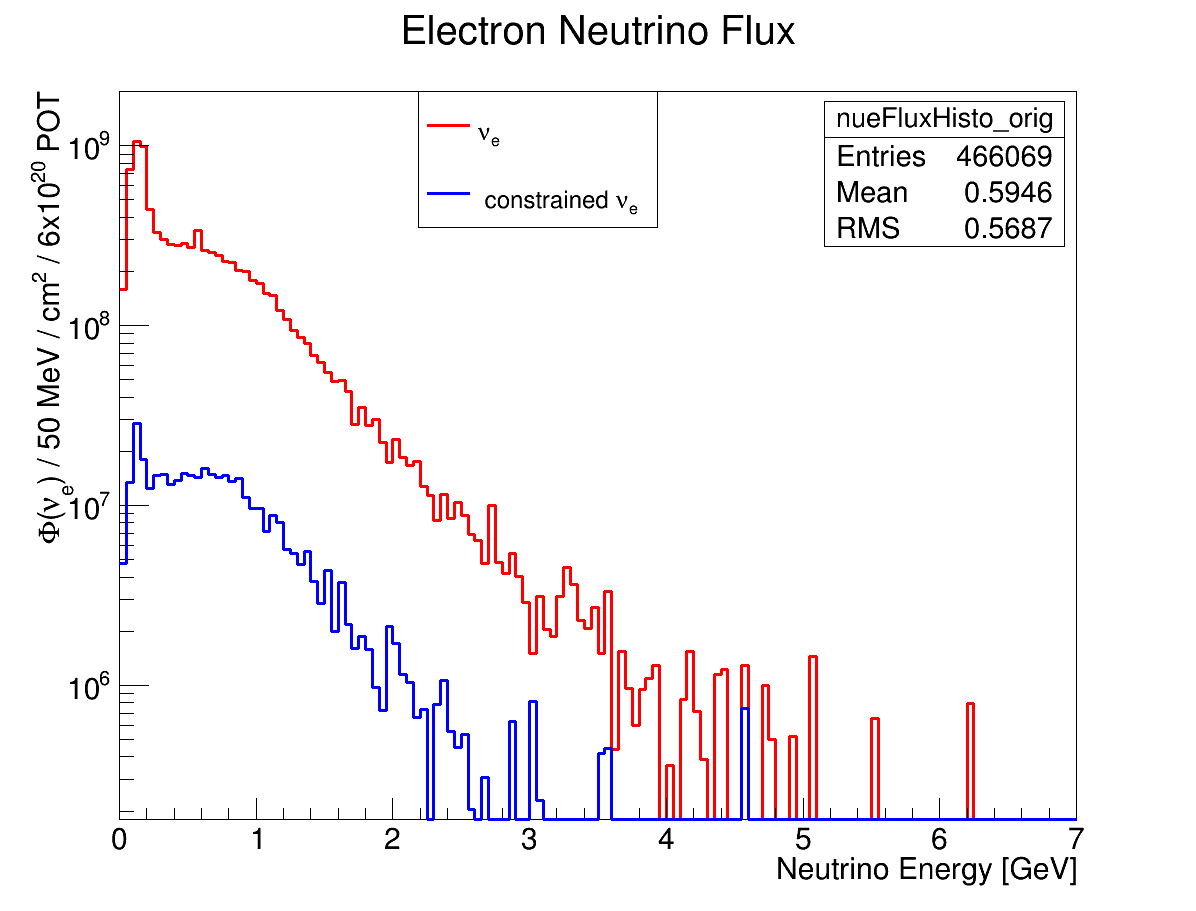 Electron Neutrino Flux
Φ(νe) / 50 MeV / cm2 / 6x1020 POT
109
108
107
106
νe
constrained νe
nueFluxHisto_orig
Entries 466069
Mean 0.5946
RMS 0.5687
0 1 2 3 4 5 6 7
Neutrino Energy [GeV]